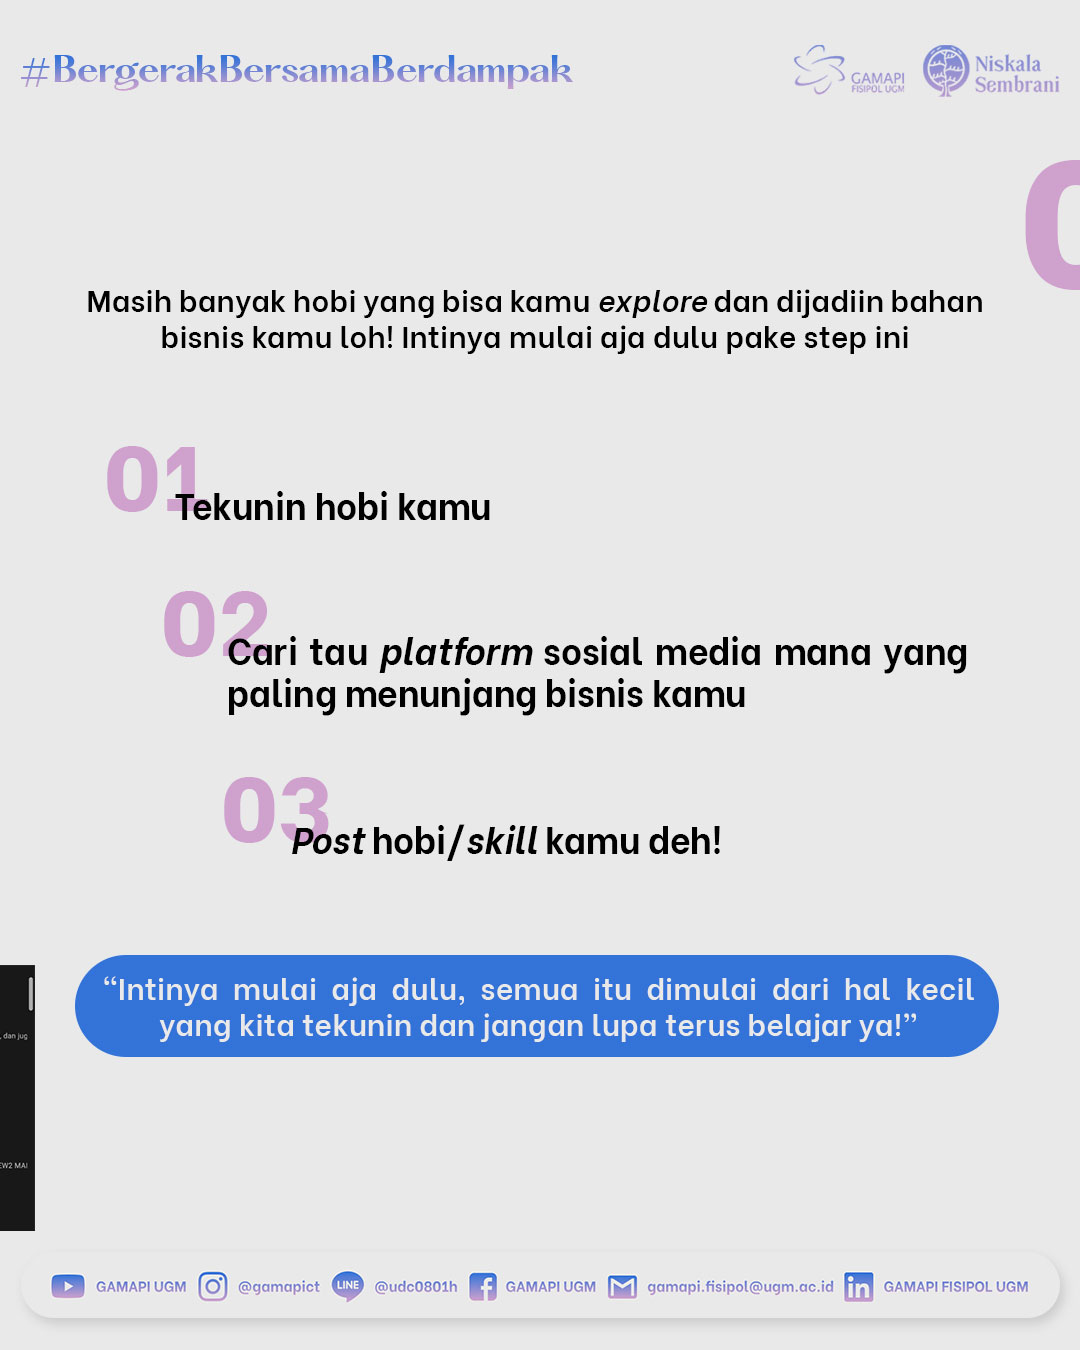 #BergerakBersamaBerdampak
GAMAPI
FISIPOL UGM
Niskala
Sembrani
0
Masih banyak hobi yang bisa kamu explore dan dijadiin bahan
bisnis kamu loh! Intinya mulai aja dulu pake step ini
01
Tekunin hobi kamu
02
Cari tau platform sosial media mana yang
paling menunjang bisnis kamu
03
Post hobi/skill kamu deh!
“Intinya mulai aja dulu, semua itu dimulai dari hal kecil
yang kita tekunin dan jangan lupa terus belajar ya!”
, dan jug
EW2 MAI
GAMAPI UGM @gamapict LINE @udc0801h GAMAPI UGM gamapi.fisipol@ugm.ac.id in GAMAPI FISIPOL UGM